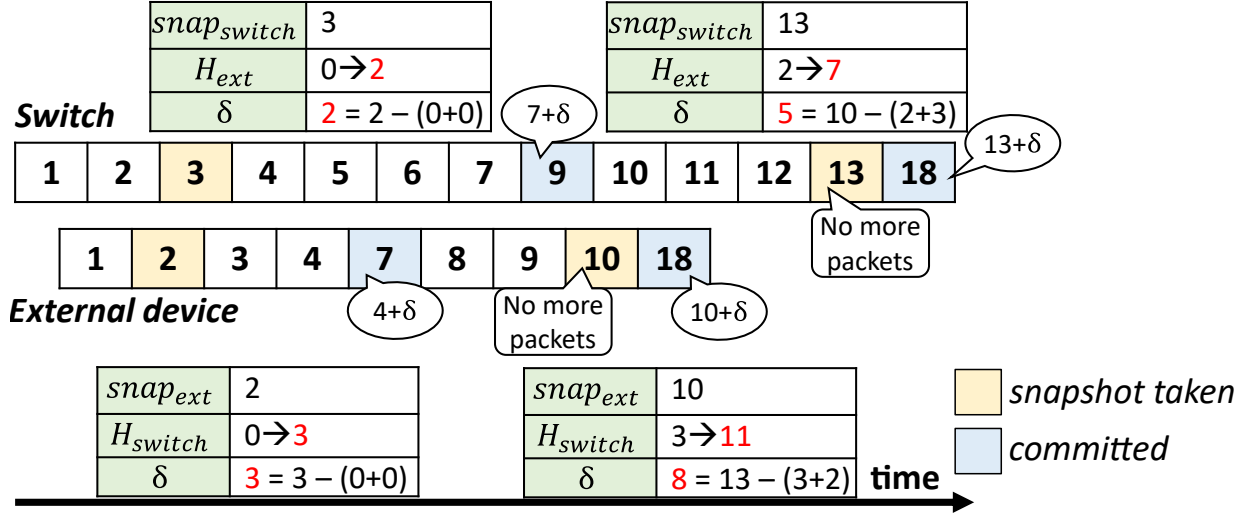 snap_switch 3
H_ext 0→2
δ 2 = 2 – (0+0)
snap_switch 13
H_ext 2→7
δ 5 = 10 – (2+3)
Switch
7+δ
13+δ
1 2 3 4 5 6 7 9 10 11 12 13 18
No more
packets
1 2 3 4 7 8 9 10 18
External device
4+δ
No more
packets
10+δ
snap_ext 2
H_switch 0→3
δ 3 = 3 – (0+0)
snap_ext 10
H_switch 3→11
δ 8 = 13 – (3+2)
snapshot taken
committed
time